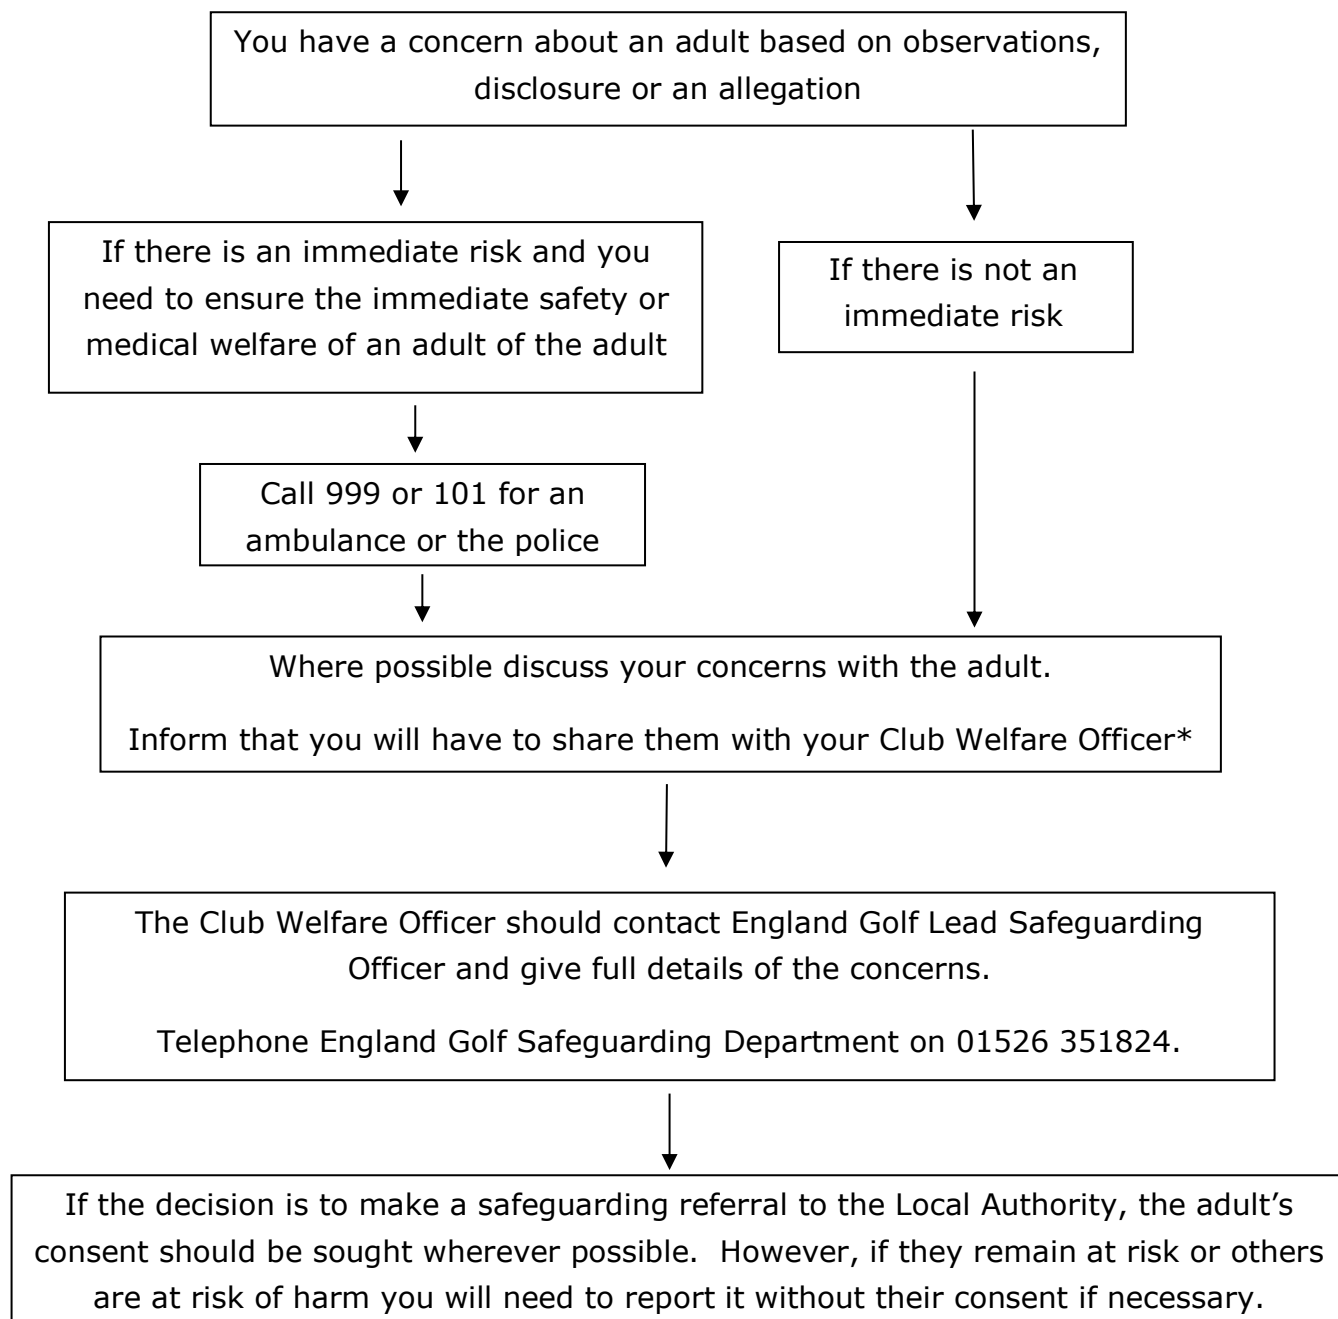 You have a concern about an adult based on observations,
disclosure or an allegation
If there is an immediate risk and you
need to ensure the immediate safety or
medical welfare of an adult of the adult
If there is not an
immediate risk
Call 999 or 101 for an
ambulance or the police
Where possible discuss your concerns with the adult.
Inform that you will have to share them with your Club Welfare Officer*
The Club Welfare Officer should contact England Golf Lead Safeguarding
Officer and give full details of the concerns.
Telephone England Golf Safeguarding Department on 01526 351824.
If the decision is to make a safeguarding referral to the Local Authority, the adult’s
consent should be sought wherever possible.  However, if they remain at risk or others
are at risk of harm you will need to report it without their consent if necessary.